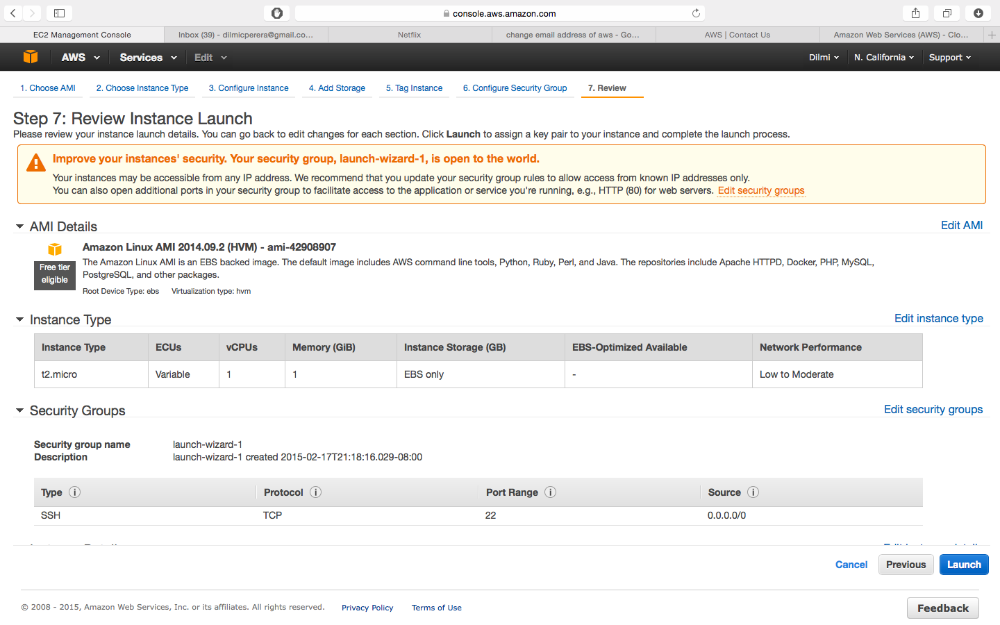 console.aws.amazon.com
EC2 Management Console
Inbox (39) - dilmicperera@gmail.co...
Netflix
change email address of aws - Go...
AWS | Contact Us
Amazon Web Services (AWS) - Clo...
AWS Services Edit
Dilmi N. California Support
1. Choose AMI 2. Choose Instance Type 3. Configure Instance 4. Add Storage 5. Tag Instance 6. Configure Security Group 7. Review
Step 7: Review Instance Launch
Please review your instance launch details. You can go back to edit changes for each section. Click Launch to assign a key pair to your instance and complete the launch process.
Improve your instances' security. Your security group, launch-wizard-1, is open to the world.
Your instances may be accessible from any IP address. We recommend that you update your security group rules to allow access from known IP addresses only.
You can also open additional ports in your security group to facilitate access to the application or service you're running, e.g., HTTP (80) for web servers. Edit security groups
AMI Details
Edit AMI
Free tier
eligible
Amazon Linux AMI 2014.09.2 (HVM) - ami-42908907
The Amazon Linux AMI is an EBS backed image. The default image includes AWS command line tools, Python, Ruby, Perl, and Java. The repositories include Apache HTTPD, Docker, PHP, MySQL,
PostgreSQL, and other packages.
Root Device Type: ebs Virtualization type: hvm
Instance Type
Edit instance type
Instance Type ECUs vCPUs Memory (GiB) Instance Storage (GB) EBS-Optimized Available Network Performance
t2.micro Variable 1 1 EBS only - Low to Moderate
Security Groups
Edit security groups
Security group name launch-wizard-1
Description launch-wizard-1 created 2015-02-17T21:18:16.029-08:00
Type Protocol Port Range Source
SSH TCP 22 0.0.0.0/0
Cancel Previous Launch
© 2008 - 2015, Amazon Web Services, Inc. or its affiliates. All rights reserved. Privacy Policy Terms of Use
Feedback